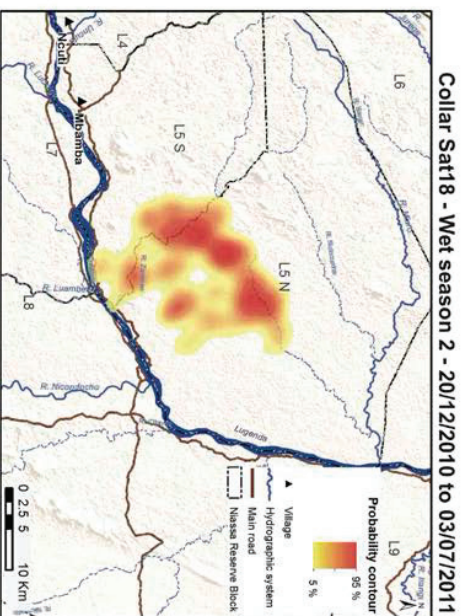 Collar Sat18 - Wet season 2 - 20/12/2010 to 03/07/2011
L6
L4
L5 S
L5 N
L7
L8
L9
Ncuti
Mbamba
R. Luambeze
R. Nicondocho
Lugenda
Probability contour
95 %
5 %
Village
Hydrographic system
Main road
Niassa Reserve Block
0 2.5 5 10 Km